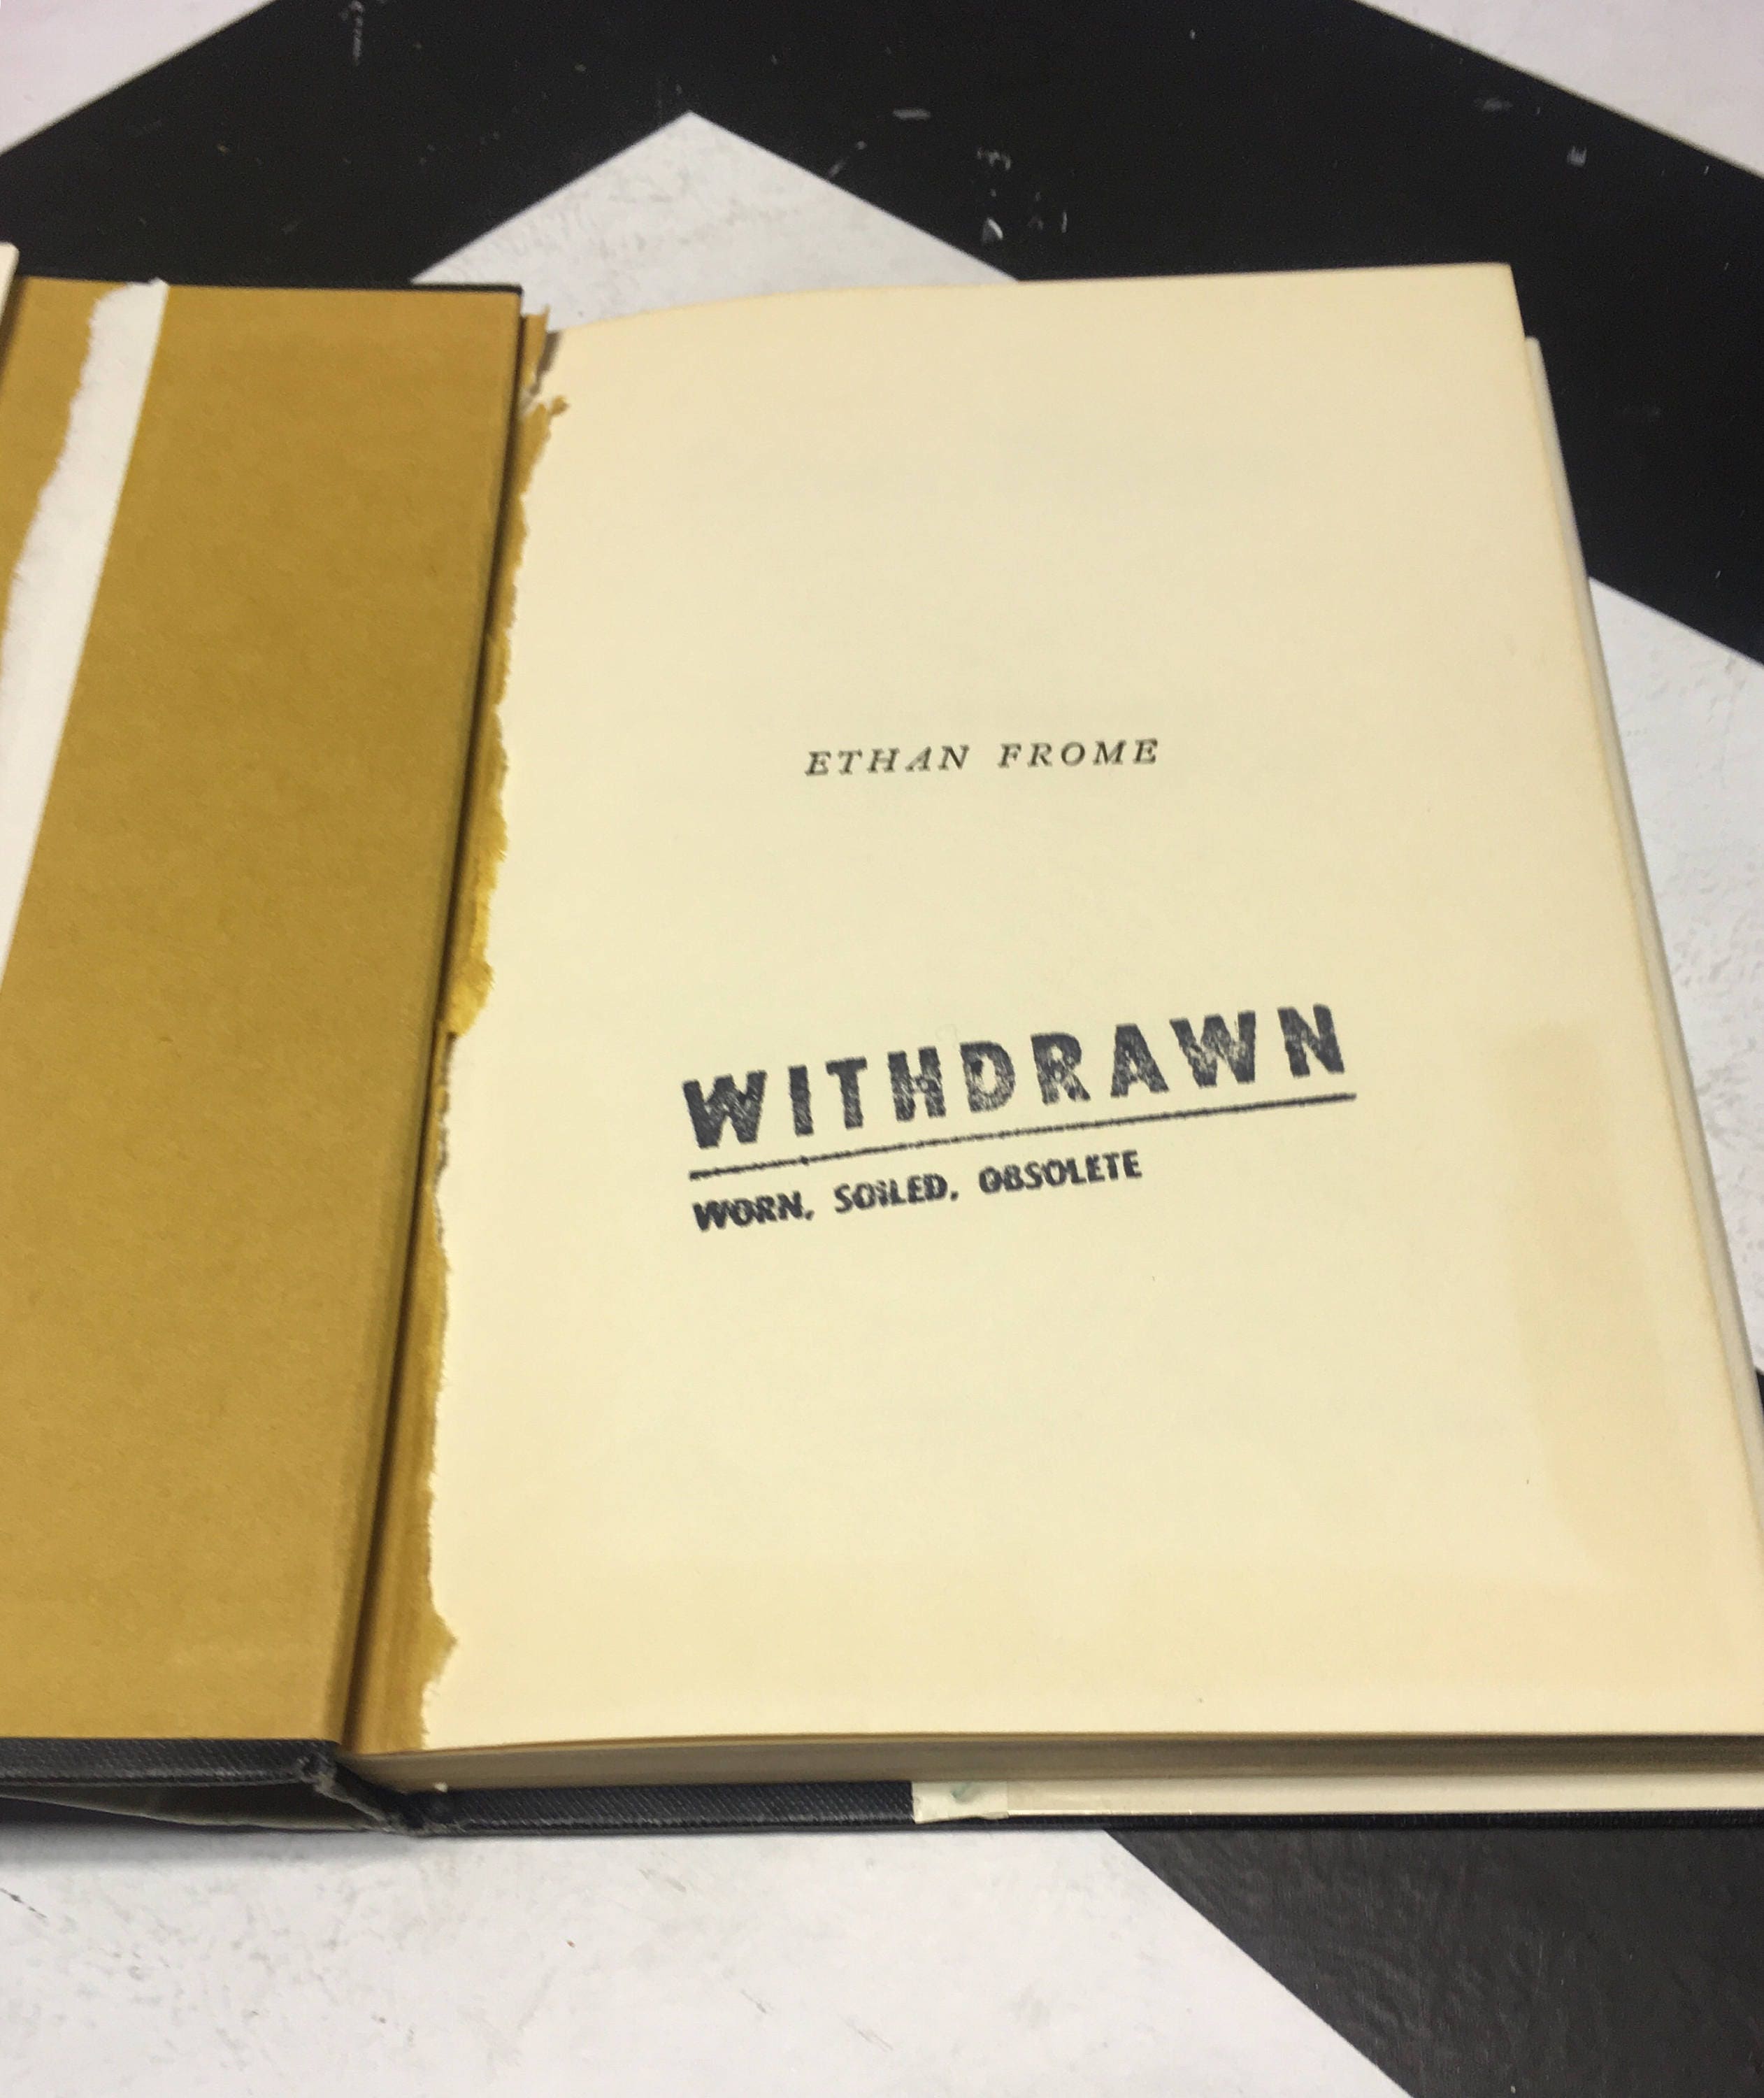 ETHAN FROME
WITHDRAWN
WORN, SOILED, OBSOLETE